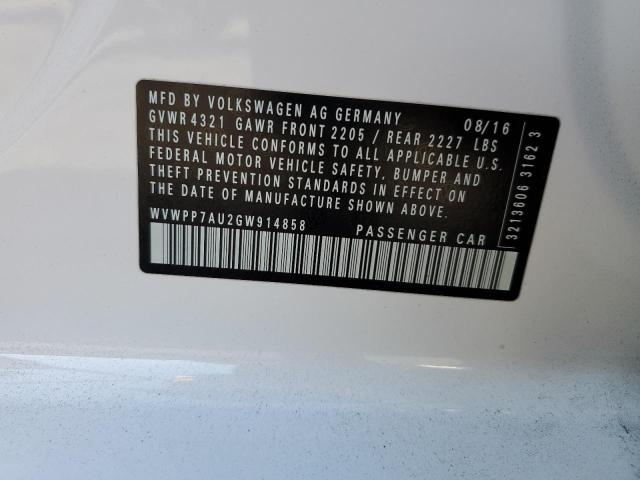 MFD BY VOLKSWAGEN AG GERMANY 08/16
GVWR 4321 GAWR FRONT 2205 / REAR 2227 LBS
THIS VEHICLE CONFORMS TO ALL APPLICABLE U.S.
FEDERAL MOTOR VEHICLE SAFETY, BUMPER AND
THEFT PREVENTION STANDARDS IN EFFECT ON
THE DATE OF MANUFACTURE SHOWN ABOVE.
WVWPP7AU2GW914858 PASSENGER CAR
3213606 3162 3